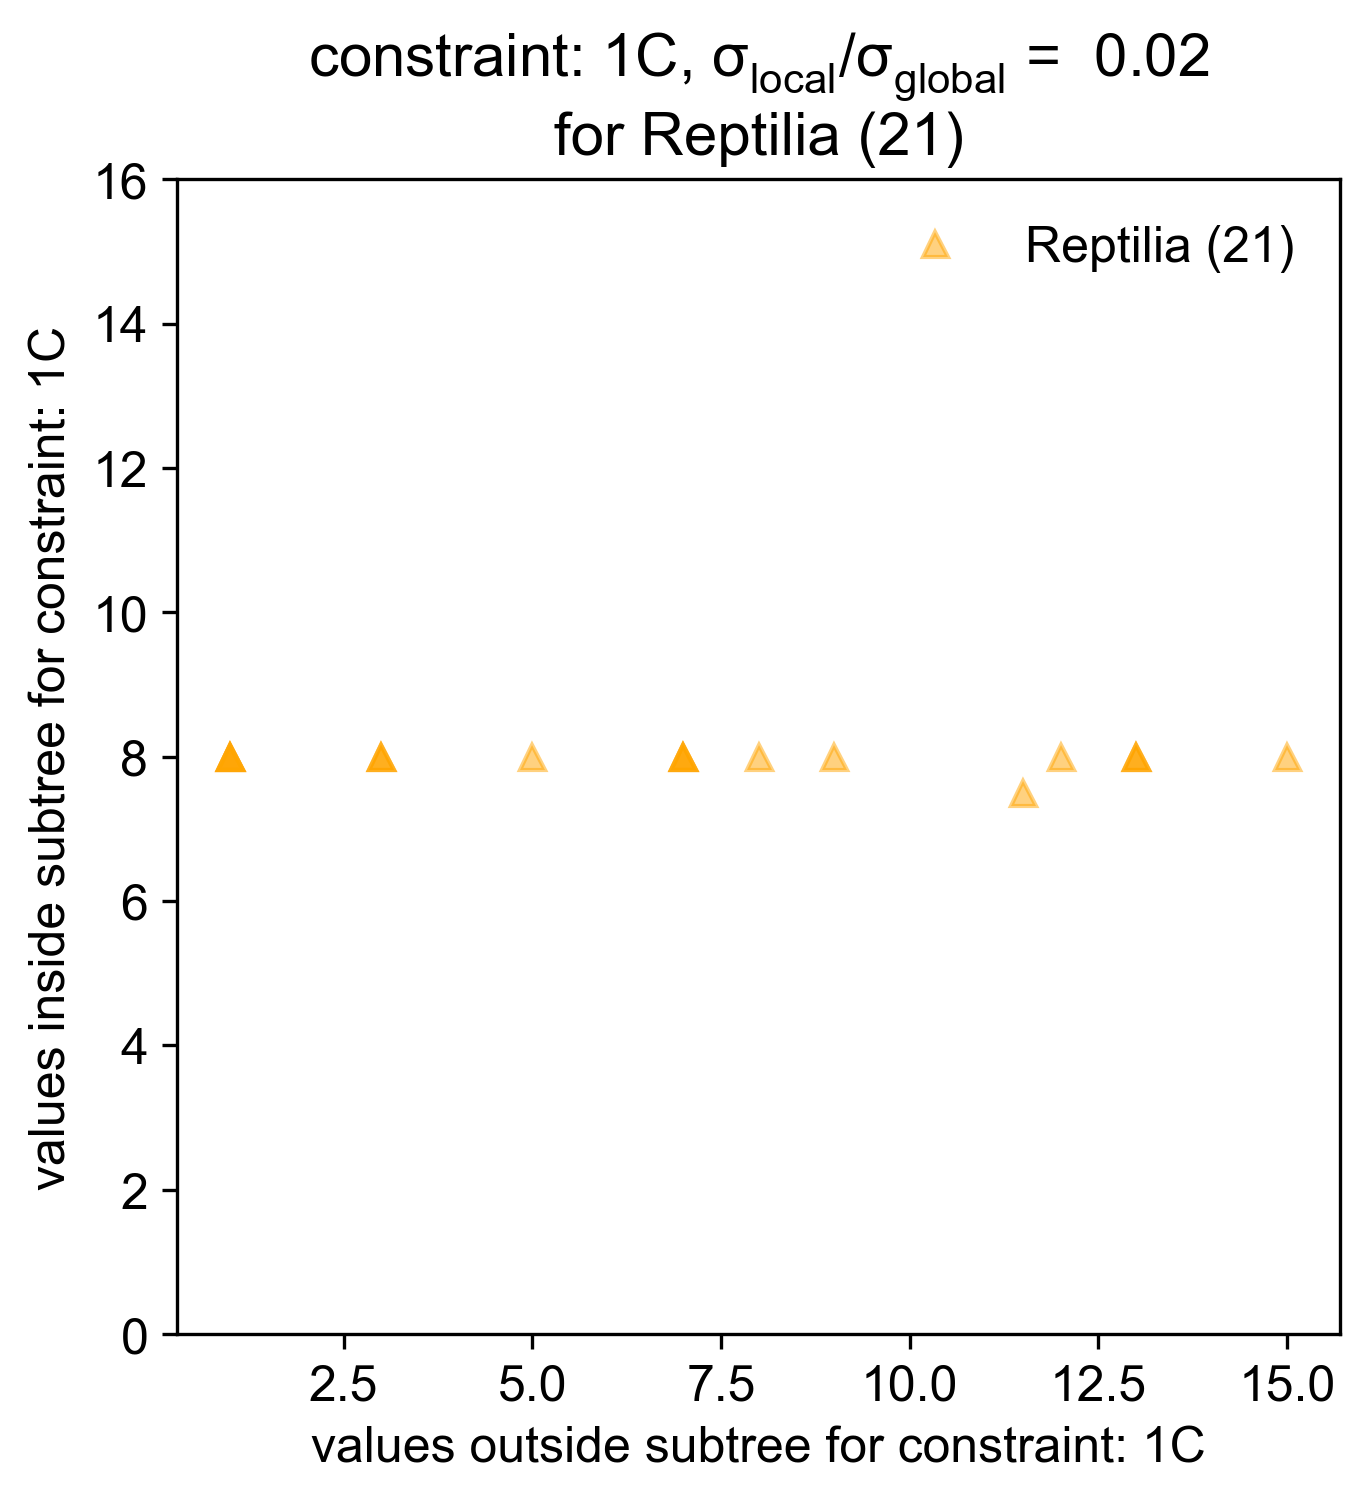 constraint: 1C, σlocal/σglobal = 0.02
for Reptilia (21)
Reptilia (21)
values inside subtree for constraint: 1C
16
14
12
10
8
6
4
2
0
2.5 5.0 7.5 10.0 12.5 15.0
values outside subtree for constraint: 1C